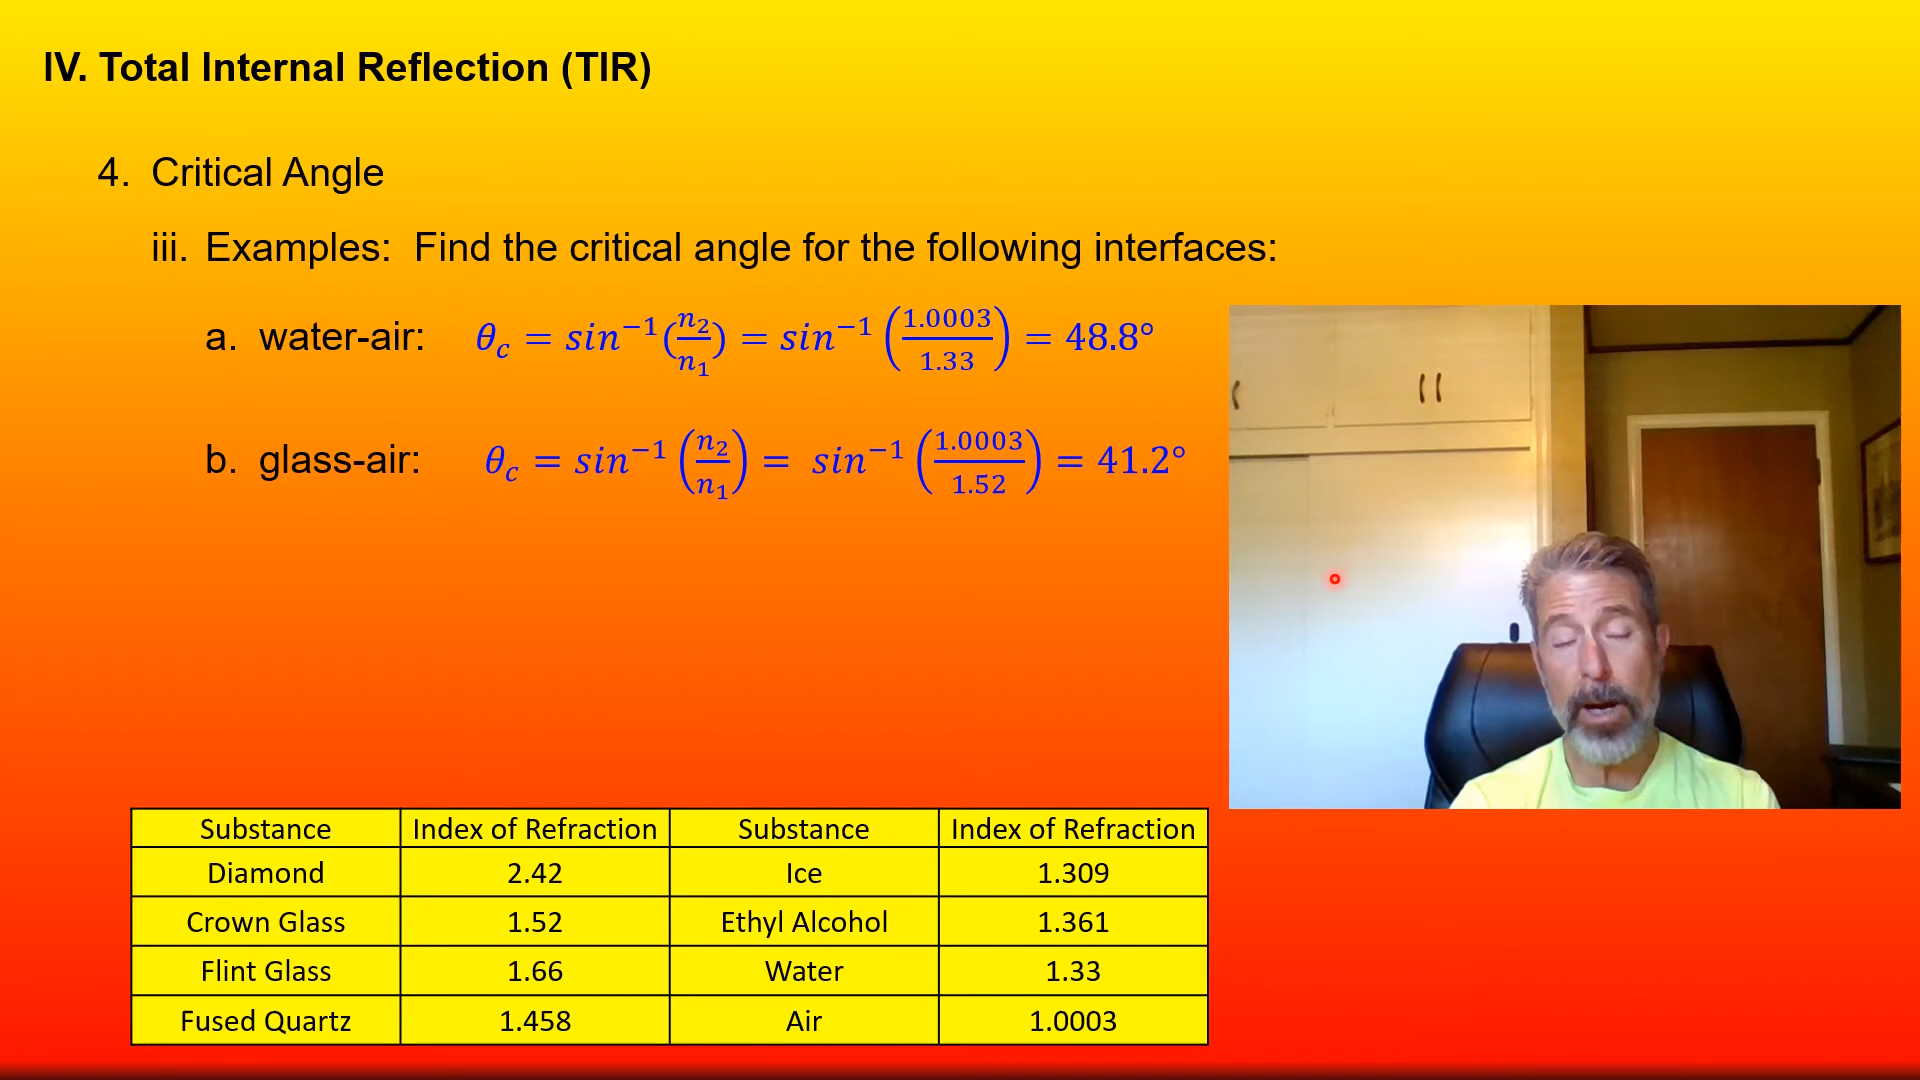 IV. Total Internal Reflection (TIR)
4. Critical Angle
iii. Examples: Find the critical angle for the following interfaces:
a. water-air: θ_c = sin⁻¹(n₂/n₁) = sin⁻¹(1.0003/1.33) = 48.8°
b. glass-air: θ_c = sin⁻¹(n₂/n₁) = sin⁻¹(1.0003/1.52) = 41.2°
Substance Index of Refraction Substance Index of Refraction
Diamond 2.42 Ice 1.309
Crown Glass 1.52 Ethyl Alcohol 1.361
Flint Glass 1.66 Water 1.33
Fused Quartz 1.458 Air 1.0003